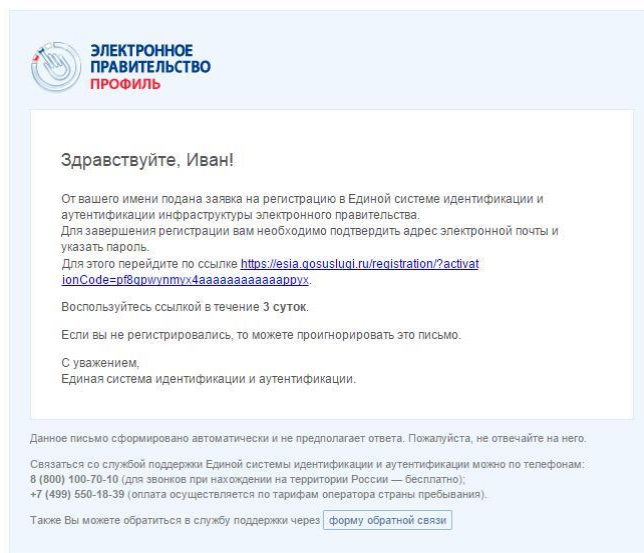 ЭЛЕКТРОННОЕ
ПРАВИТЕЛЬСТВО
ПРОФИЛЬ
Здравствуйте, Иван!
От вашего имени подана заявка на регистрацию в Единой системе идентификации и
аутентификации инфраструктуры электронного правительства.
Для завершения регистрации вам необходимо подтвердить адрес электронной почты и
указать пароль.
Для этого перейдите по ссылке https://esia.gosuslugi.ru/registration/?activat
ionCode=pf8gpwynmyx4aaaaaaaaaaappyx.
Воспользуйтесь ссылкой в течение 3 суток.
Если вы не регистрировались, то можете проигнорировать это письмо.
С уважением,
Единая система идентификации и аутентификации.
Данное письмо сформировано автоматически и не предполагает ответа. Пожалуйста, не отвечайте на него.
Связаться со службой поддержки Единой системы идентификации и аутентификации можно по телефонам:
8 (800) 100-70-10 (для звонков при нахождении на территории России — бесплатно);
+7 (499) 550-18-39 (оплата осуществляется по тарифам оператора страны пребывания).
Также Вы можете обратиться в службу поддержки через форму обратной связи